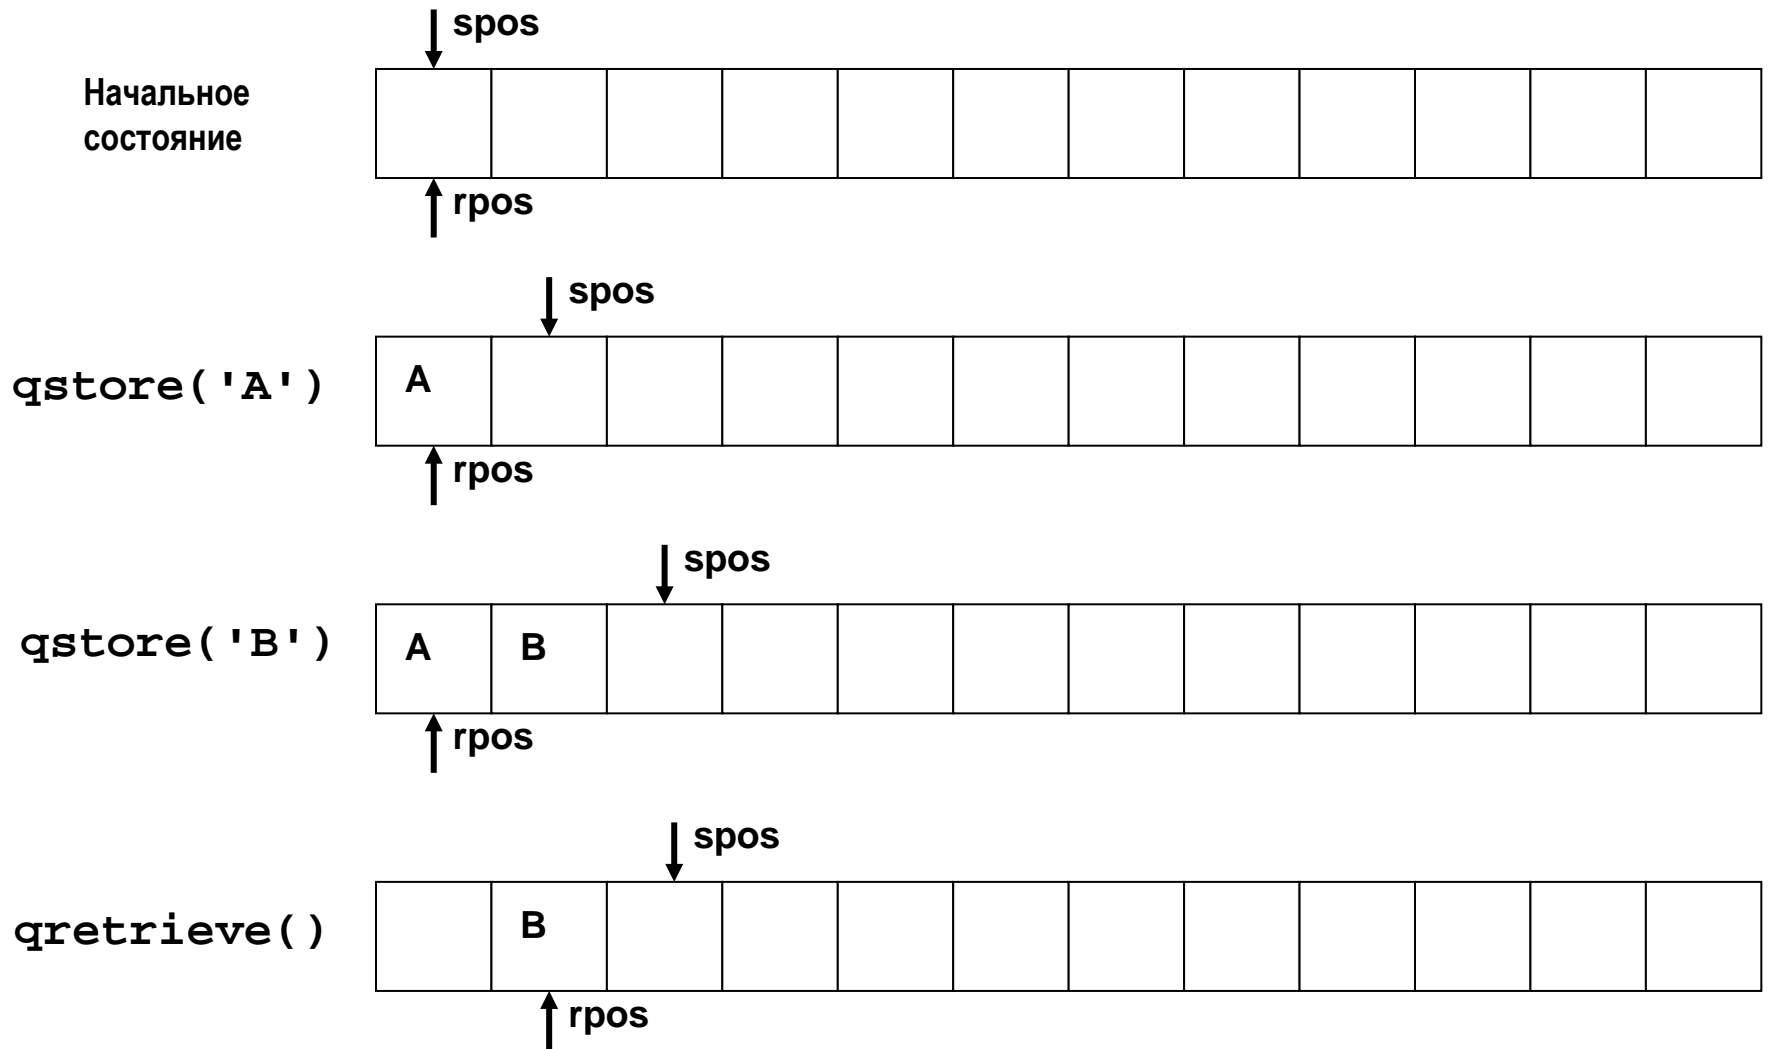 spos
Начальное
состояние
rpos
spos
qstore('A')
A
rpos
spos
qstore('B')
A B
rpos
spos
qretrieve()
B
rpos